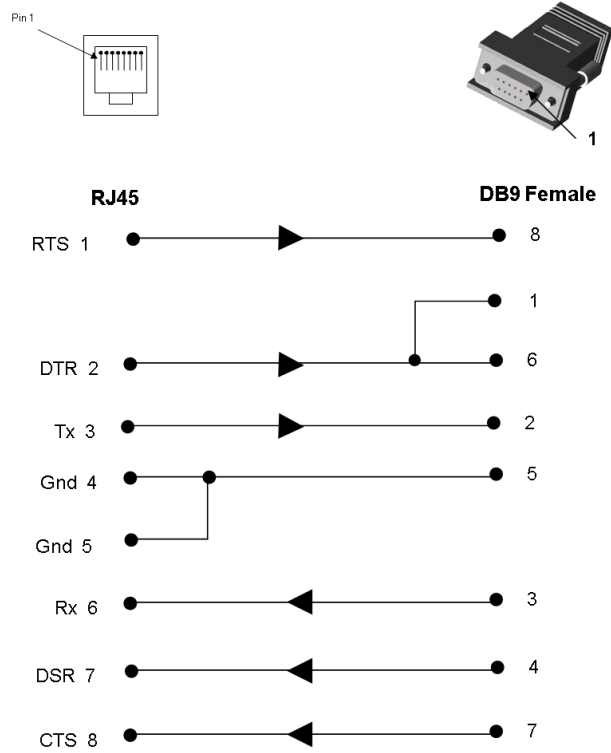 Pin 1
1
RJ45 DB9 Female
RTS 1 8
1
DTR 2 6
Tx 3 2
Gnd 4 5
Gnd 5
Rx 6 3
DSR 7 4
CTS 8 7